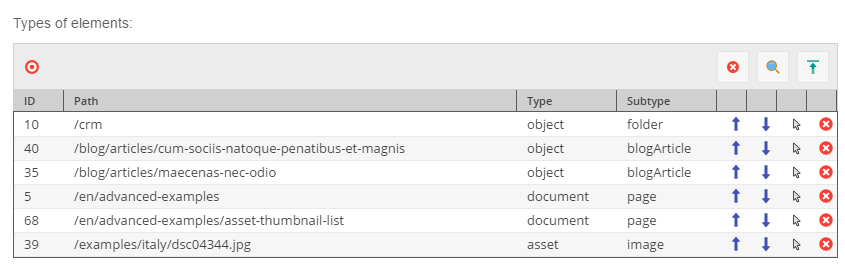 Types of elements:
ID Path Type Subtype
10 /crm object folder
40 /blog/articles/cum-sociis-natoque-penatibus-et-magnis object blogArticle
35 /blog/articles/maecenas-nec-odio object blogArticle
5 /en/advanced-examples document page
68 /en/advanced-examples/asset-thumbnail-list document page
39 /examples/italy/dsc04344.jpg asset image